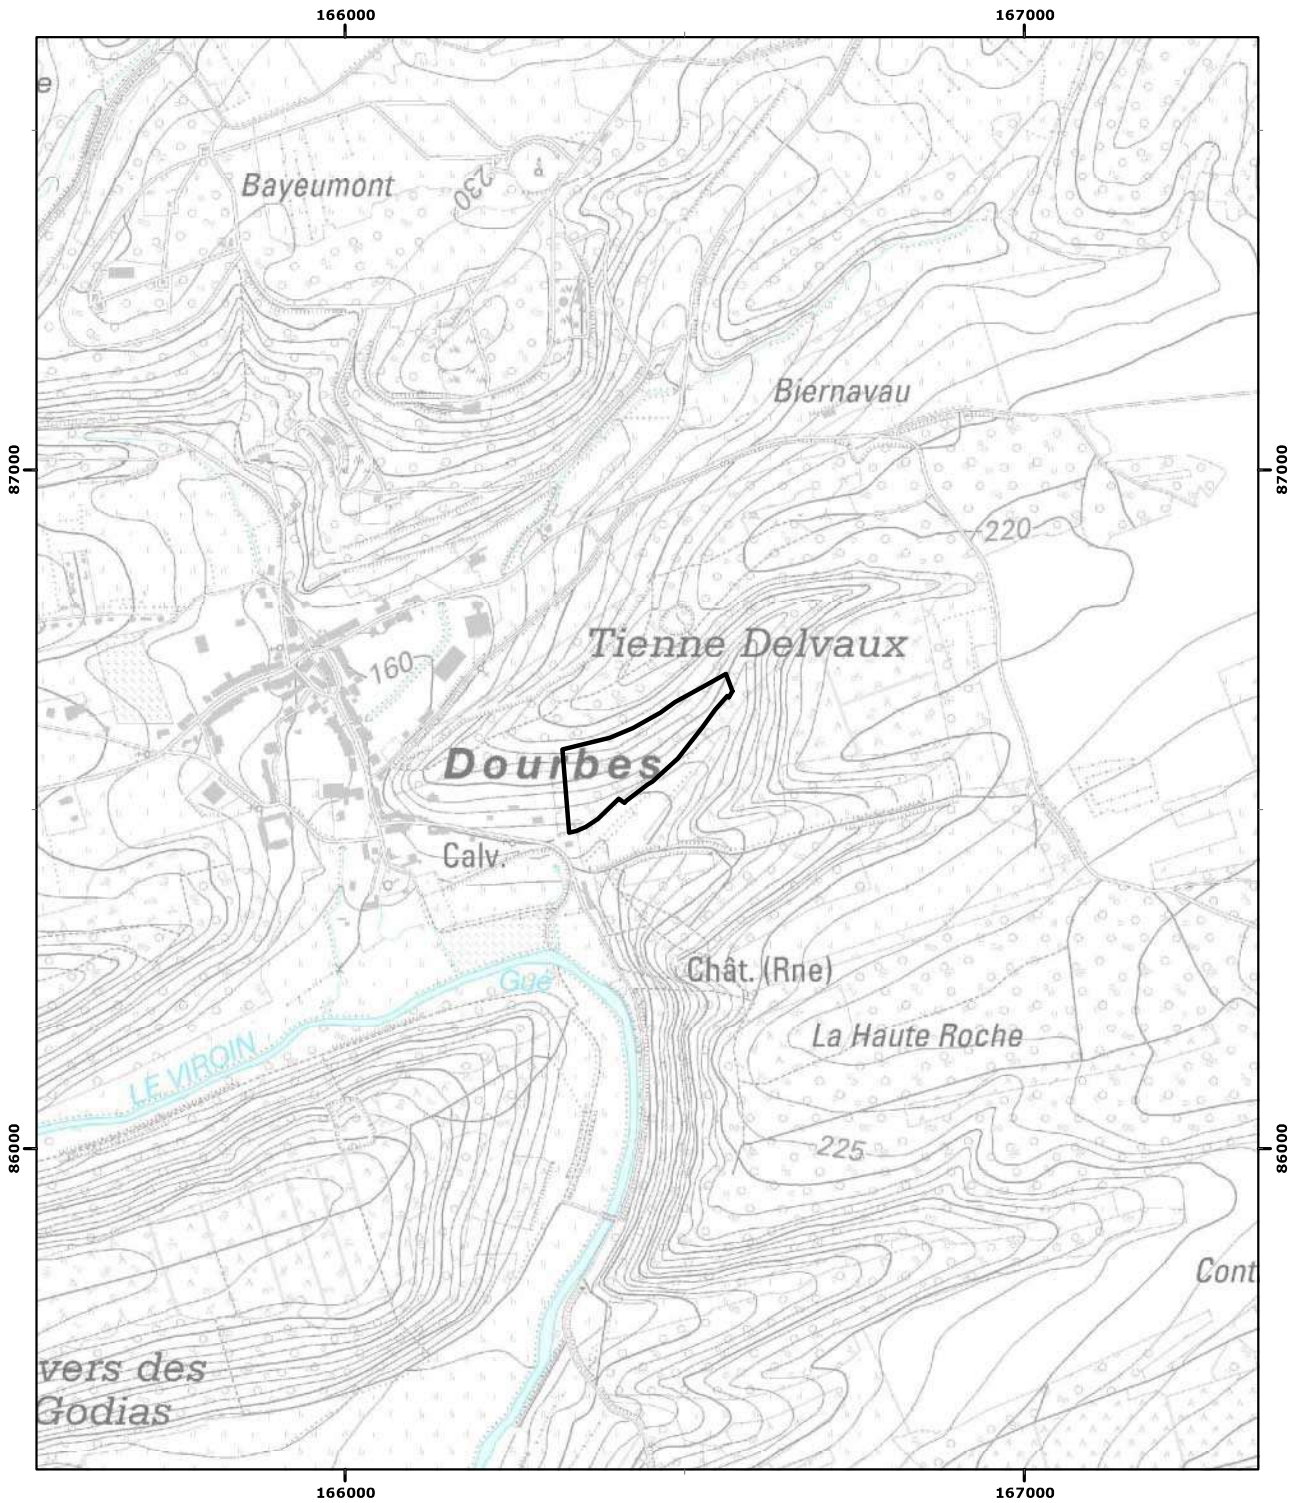 166000
167000
e
Bayeumont
230
Biernavau
87000
87000
220
Tienne Delvaux
160
Dourbes
Calv.
Gué
Chât. (Rne)
La Haute Roche
LE VIROIN
86000
86000
225
Cont
vers des
Godias
166000
167000